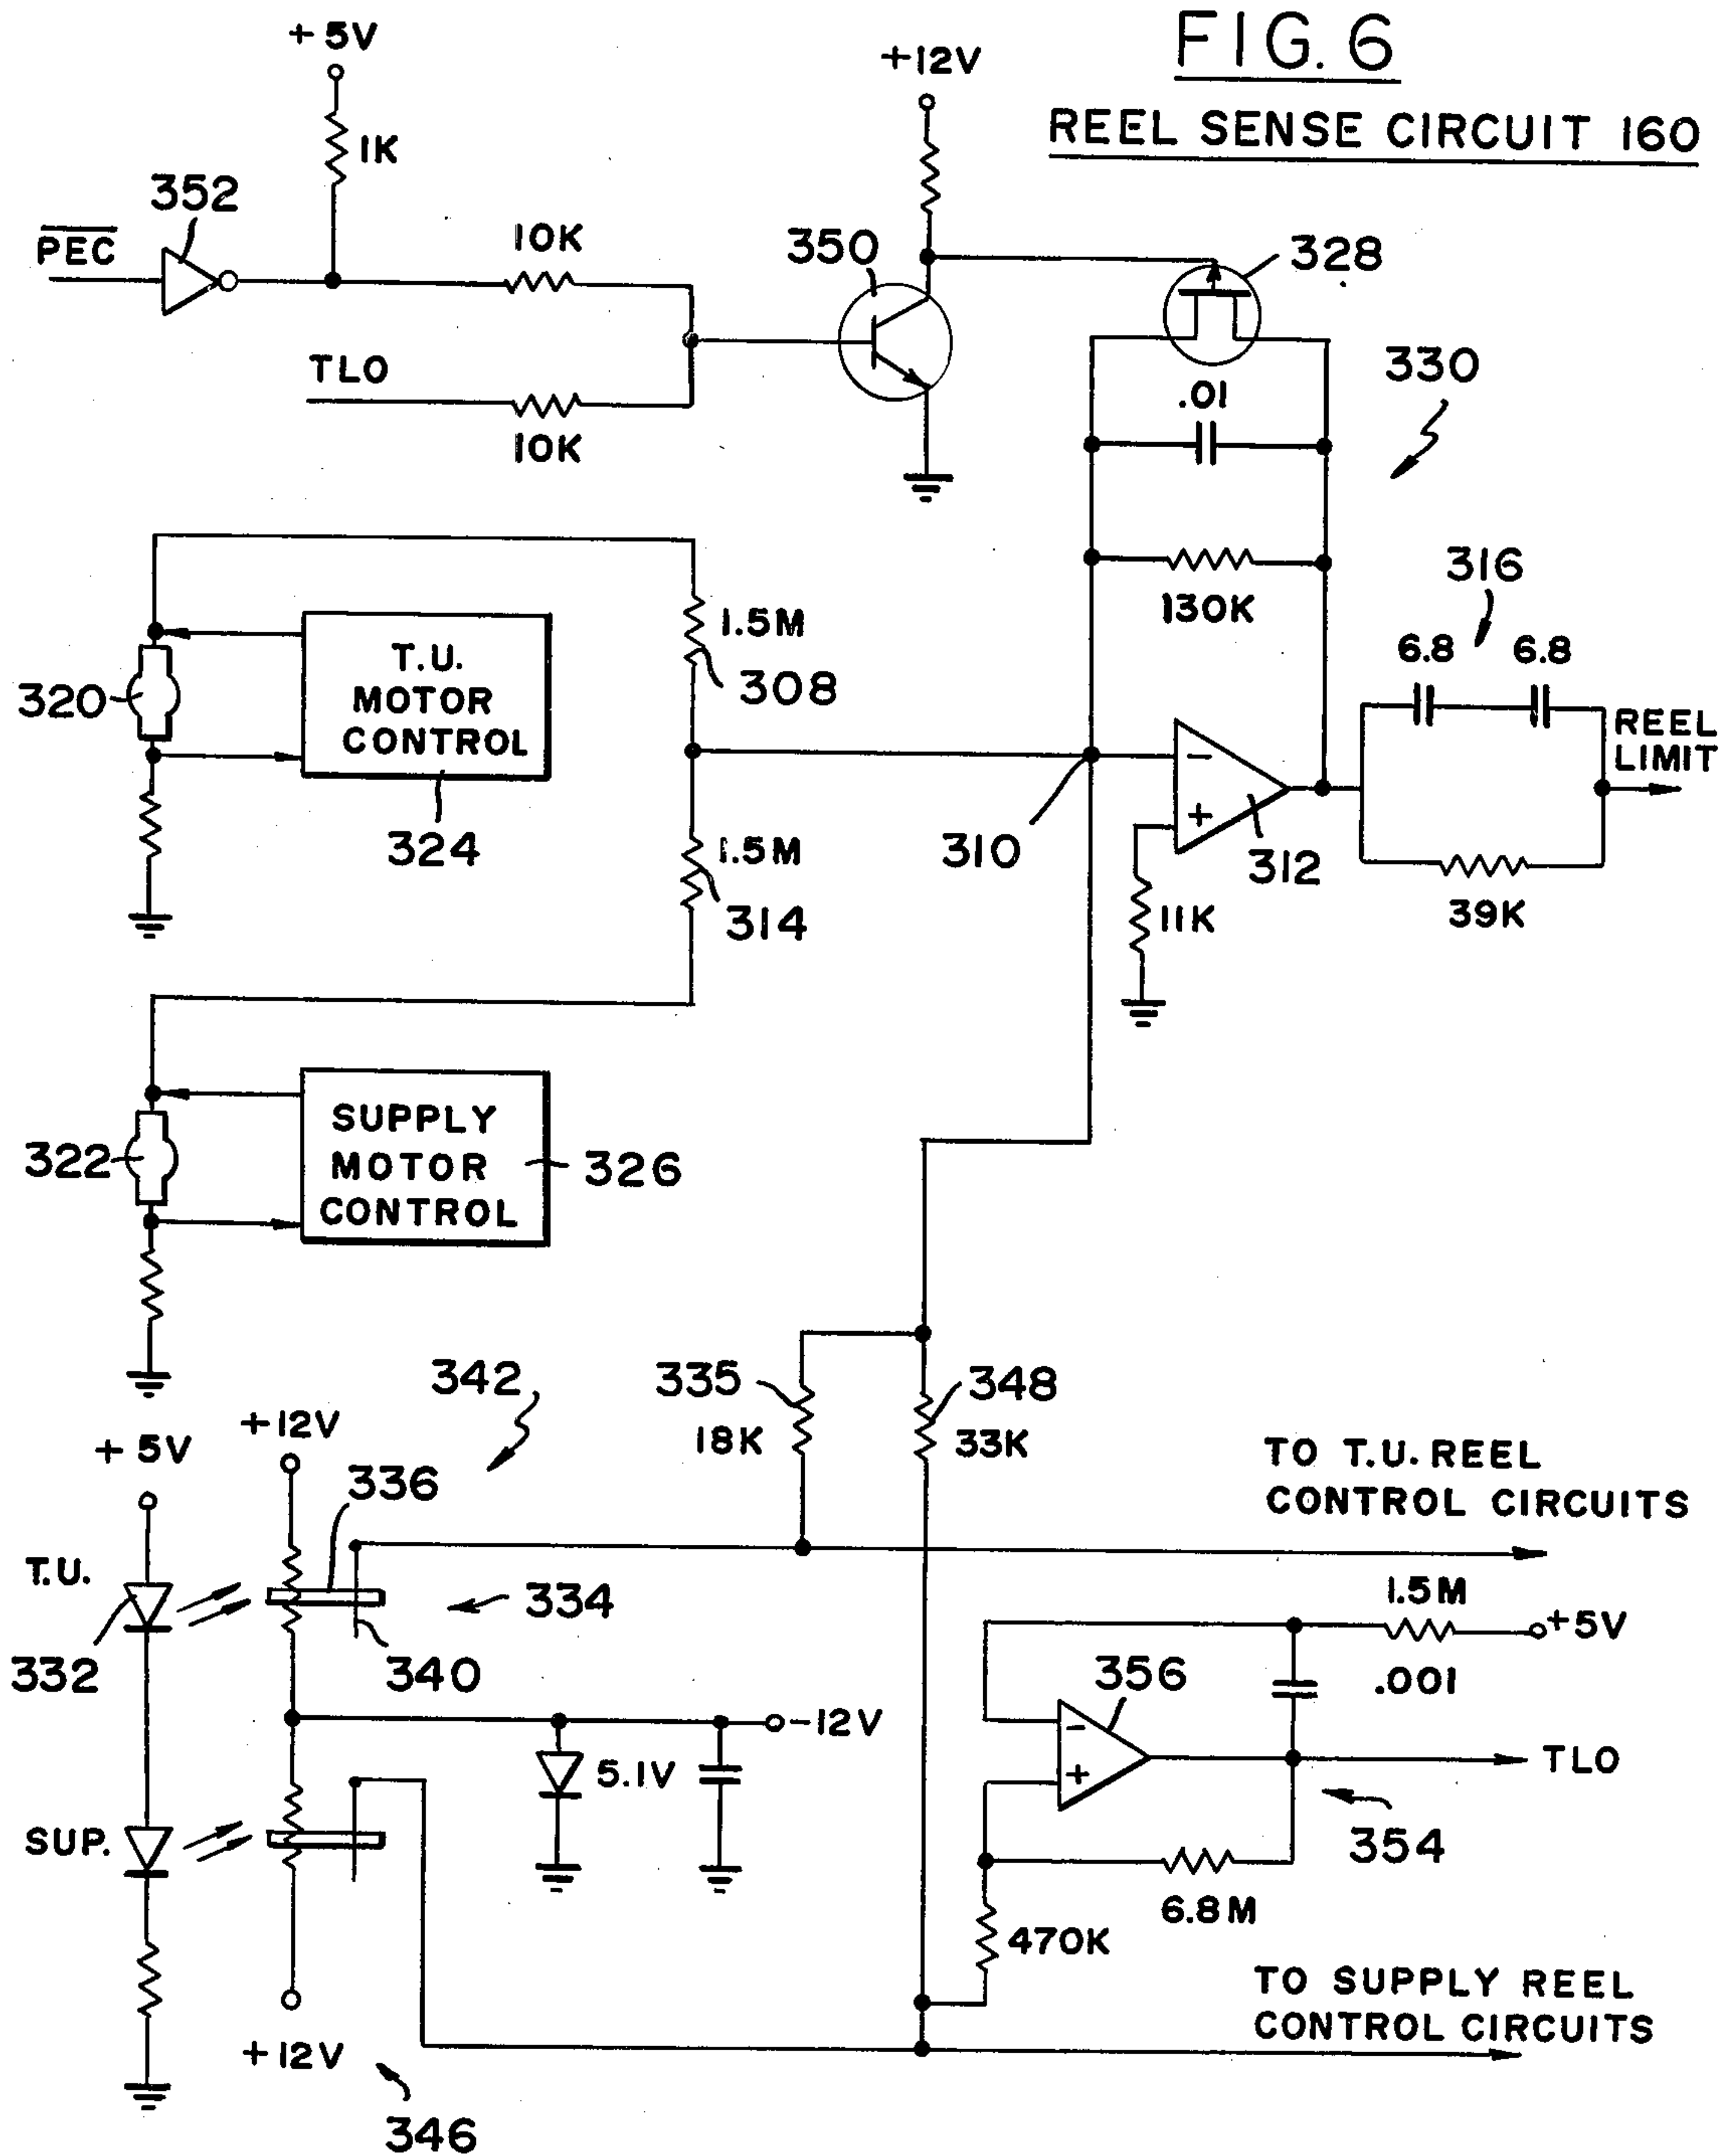 FIG. 6
REEL SENSE CIRCUIT 160
+5V
+12V
1K
352
PEC
10K
350
328
TLO
10K
.01
330
130K
316
6.8 6.8
REEL
LIMIT
320
T.U.
MOTOR
CONTROL
324
1.5M
308
1.5M
314
310
-
+
312
11K
39K
322
SUPPLY
MOTOR
CONTROL
326
342
335
18K
348
33K
+5V
+12V
336
TO T.U. REEL
CONTROL CIRCUITS
T.U.
332
334
340
1.5M
+5V
356
.001
-12V
-
+
5.1V
TLO
SUP.
354
6.8M
470K
TO SUPPLY REEL
CONTROL CIRCUITS
+12V
346